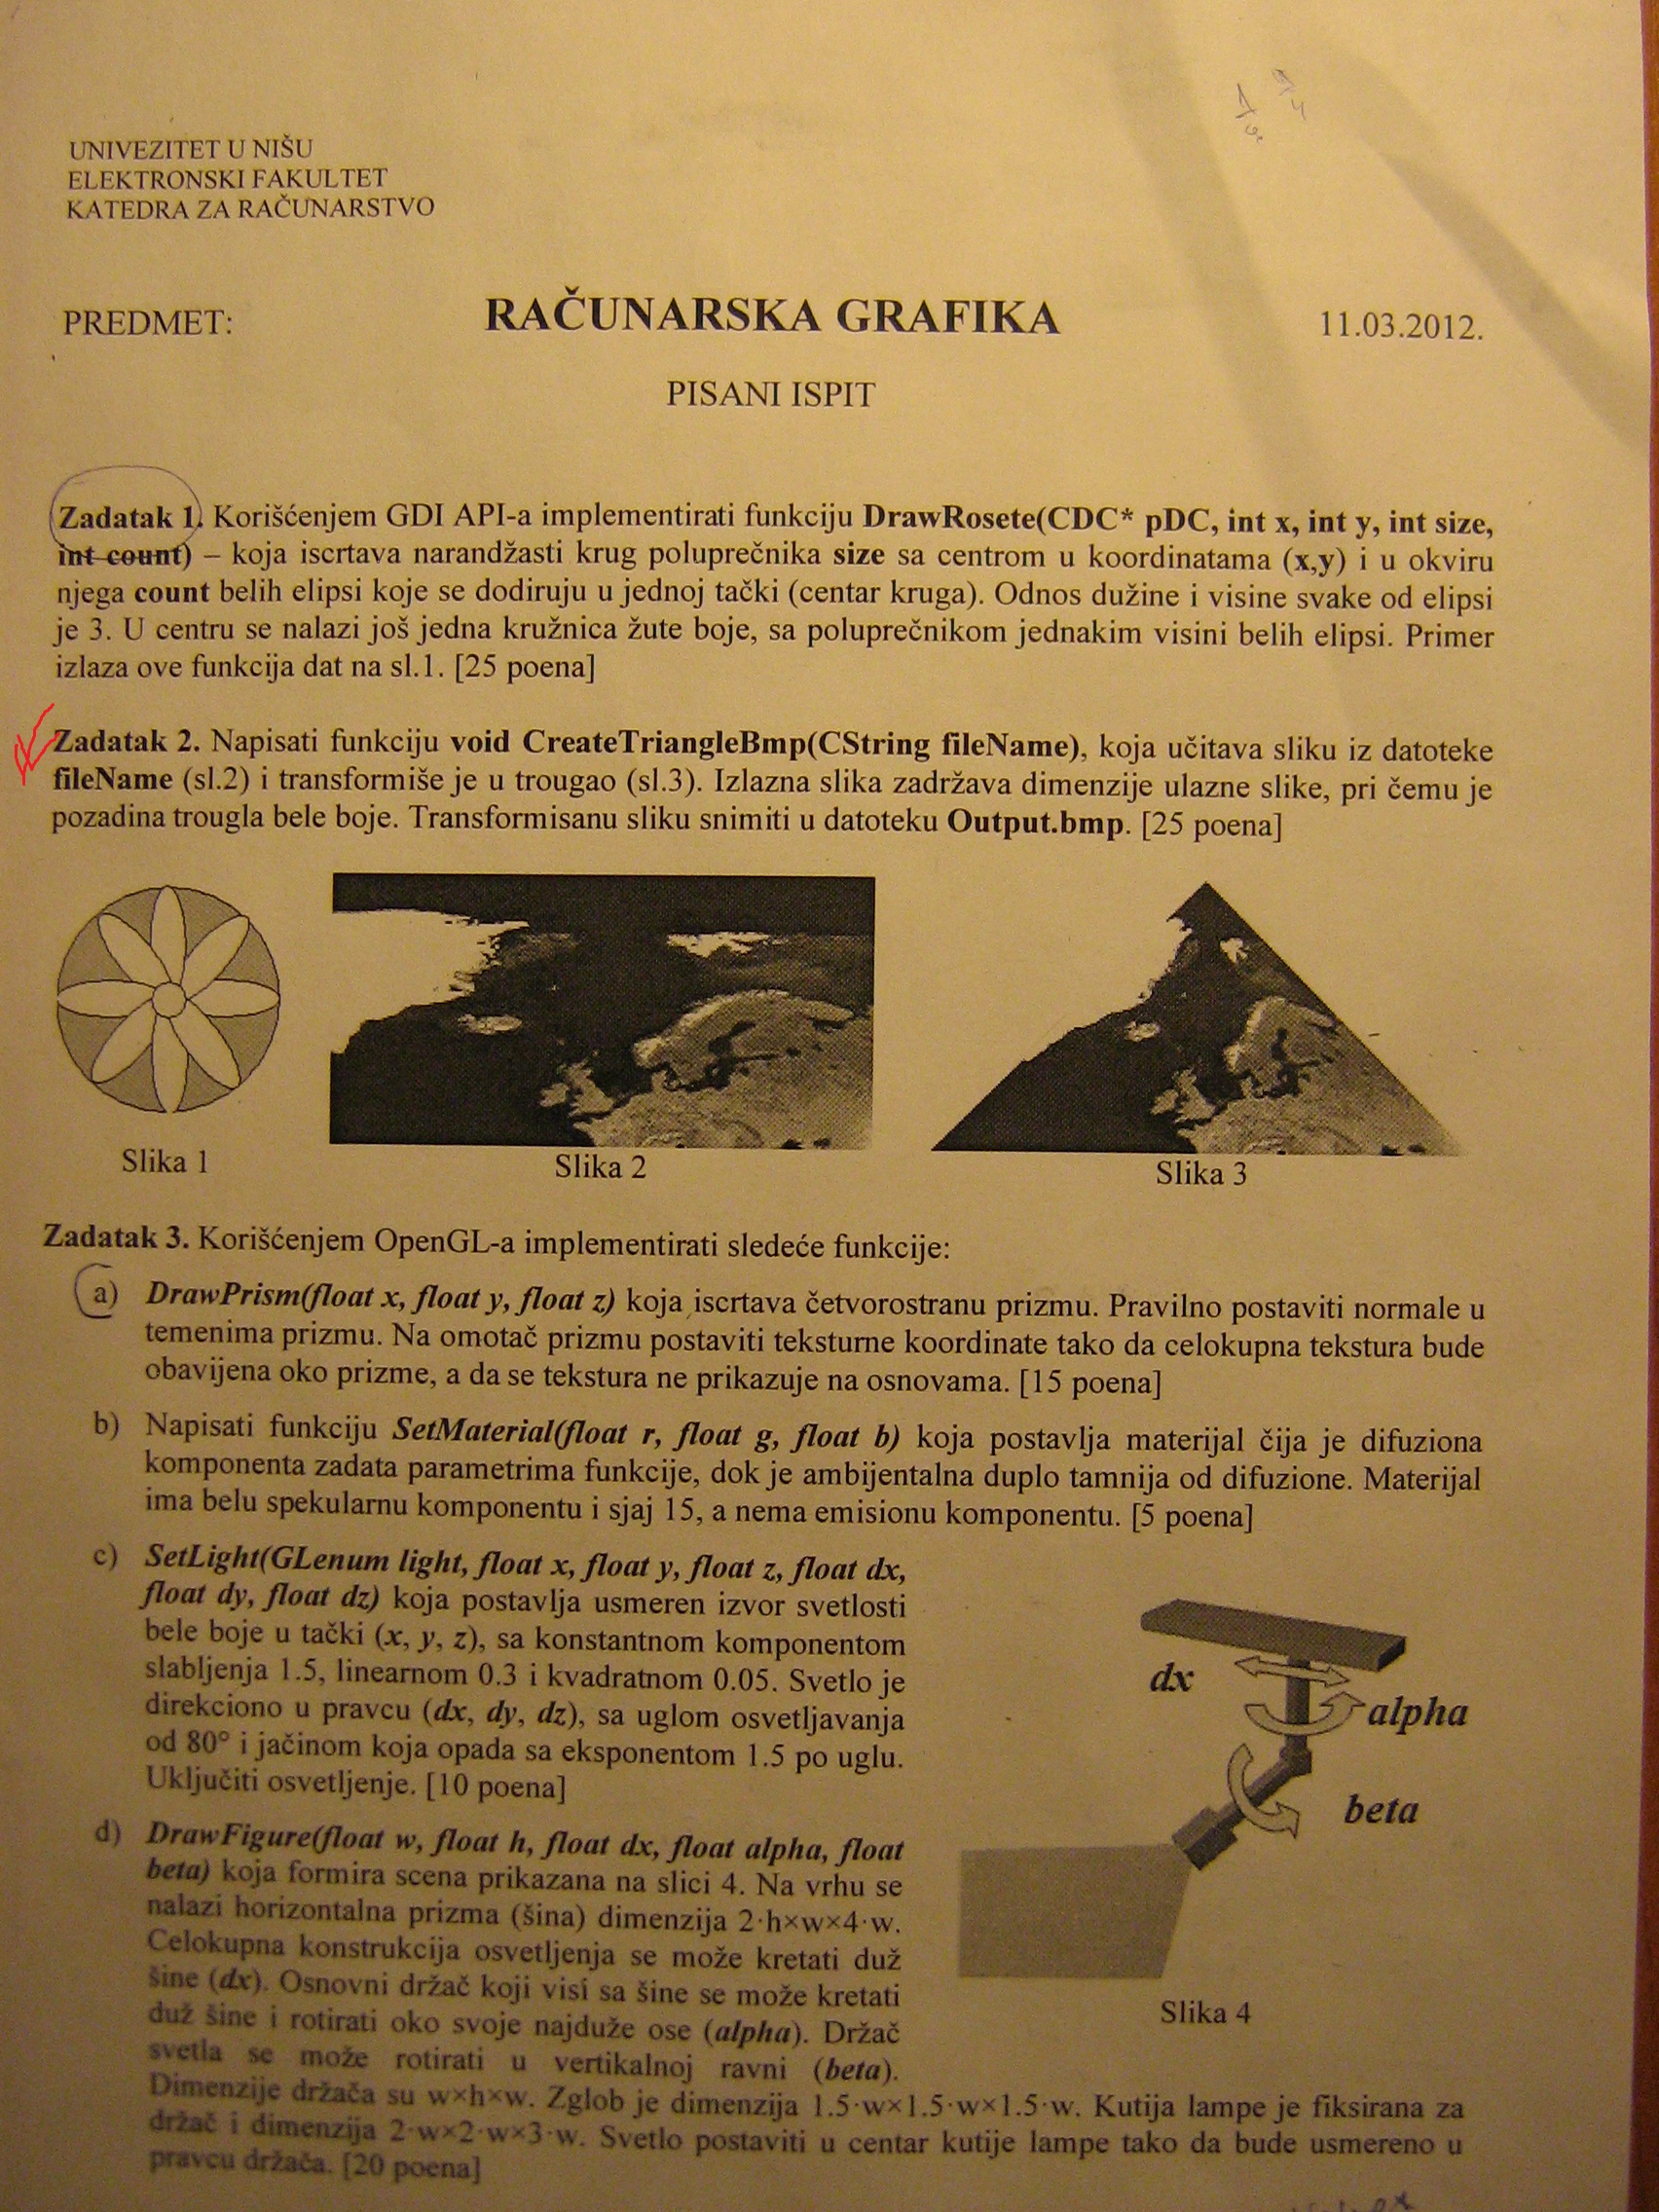 UNIVEZITET U NIŠU
ELEKTRONSKI FAKULTET
KATEDRA ZA RAČUNARSTVO
PREDMET: RAČUNARSKA GRAFIKA 11.03.2012.
PISANI ISPIT
Zadatak 1. Korišćenjem GDI API-a implementirati funkciju DrawRosete(CDC* pDC, int x, int y, int size,
int count) – koja iscrtava narandžasti krug poluprečnika size sa centrom u koordinatama (x,y) i u okviru
njega count belih elipsi koje se dodiruju u jednoj tački (centar kruga). Odnos dužine i visine svake od elipsi
je 3. U centru se nalazi još jedna kružnica žute boje, sa poluprečnikom jednakim visini belih elipsi. Primer
izlaza ove funkcija dat na sl.1. [25 poena]
Zadatak 2. Napisati funkciju void CreateTriangleBmp(CString fileName), koja učitava sliku iz datoteke
fileName (sl.2) i transformiše je u trougao (sl.3). Izlazna slika zadržava dimenzije ulazne slike, pri čemu je
pozadina trougla bele boje. Transformisanu sliku snimiti u datoteku Output.bmp. [25 poena]
Slika 1
Slika 2
Slika 3
Zadatak 3. Korišćenjem OpenGL-a implementirati sledeće funkcije:
a) DrawPrism(float x, float y, float z) koja iscrtava četvorostranu prizmu. Pravilno postaviti normale u
temenima prizmu. Na omotač prizmu postaviti teksturne koordinate tako da celokupna tekstura bude
obavijena oko prizme, a da se tekstura ne prikazuje na osnovama. [15 poena]
b) Napisati funkciju SetMaterial(float r, float g, float b) koja postavlja materijal čija je difuziona
komponenta zadata parametrima funkcije, dok je ambijentalna duplo tamnija od difuzione. Materijal
ima belu spekularnu komponentu i sjaj 15, a nema emisionu komponentu. [5 poena]
c) SetLight(GLenum light, float x, float y, float z, float dx,
float dy, float dz) koja postavlja usmeren izvor svetlosti
bele boje u tački (x, y, z), sa konstantnom komponentom
slabljenja 1.5, linearnom 0.3 i kvadratnom 0.05. Svetlo je
direkciono u pravcu (dx, dy, dz), sa uglom osvetljavanja
od 80° i jačinom koja opada sa eksponentom 1.5 po uglu.
Uključiti osvetljenje. [10 poena]
d) DrawFigure(float w, float h, float dx, float alpha, float
beta) koja formira scena prikazana na slici 4. Na vrhu se
nalazi horizontalna prizma (šina) dimenzija 2·h×w×4·w.
Celokupna konstrukcija osvetljenja se može kretati duž
šine (dx). Osnovni držač koji visi sa šine se može kretati
duž šine i rotirati oko svoje najduže ose (alpha). Držač
svetla se može rotirati u vertikalnoj ravni (beta).
Dimenzije držača su w×h×w. Zglob je dimenzija 1.5·w×1.5·w×1.5·w. Kutija lampe je fiksirana za
držač i dimenzija 2·w×2·w×3·w. Svetlo postaviti u centar kutije lampe tako da bude usmereno u
pravcu držača. [20 poena]
dx
alpha
beta
Slika 4